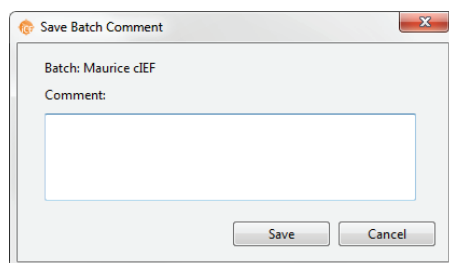 Save Batch Comment
Batch: Maurice cIEF
Comment:
Save Cancel